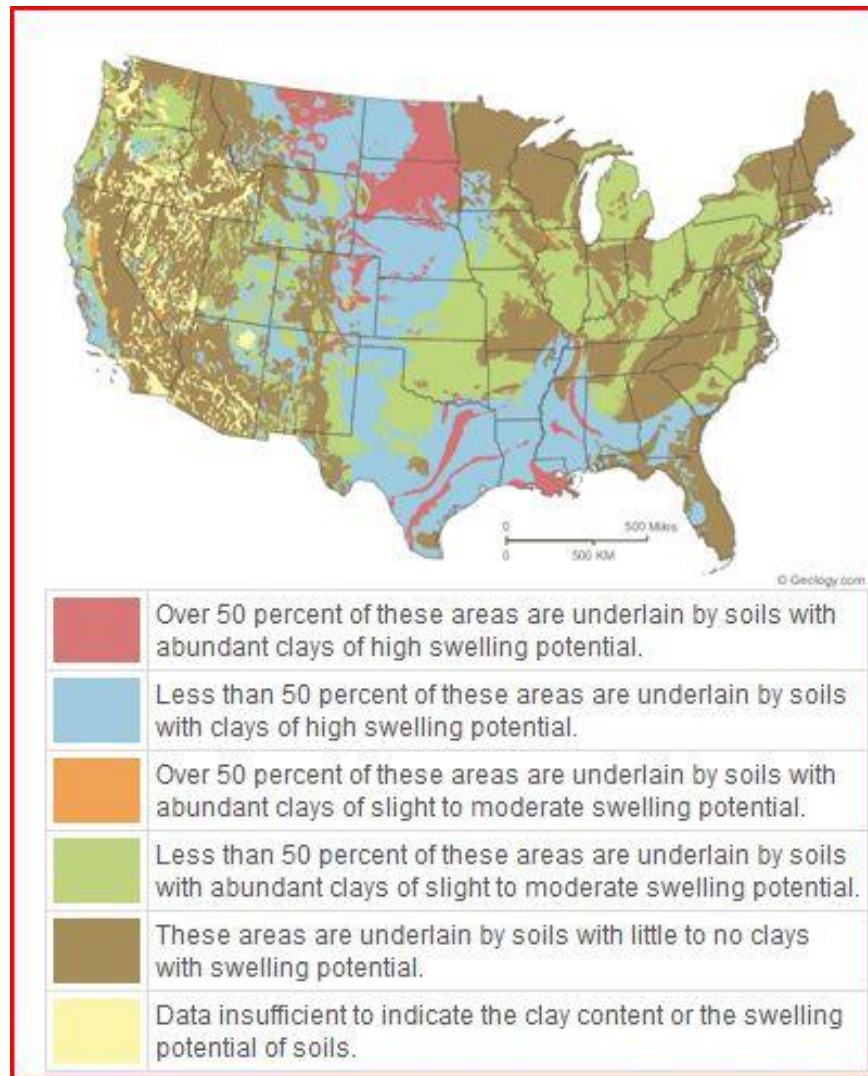 0
500 Miles
0
500 KM
© Geology.com
Over 50 percent of these areas are underlain by soils with
abundant clays of high swelling potential.
Less than 50 percent of these areas are underlain by soils
with clays of high swelling potential.
Over 50 percent of these areas are underlain by soils with
abundant clays of slight to moderate swelling potential.
Less than 50 percent of these areas are underlain by soils
with abundant clays of slight to moderate swelling potential.
These areas are underlain by soils with little to no clays
with swelling potential.
Data insufficient to indicate the clay content or the swelling
potential of soils.